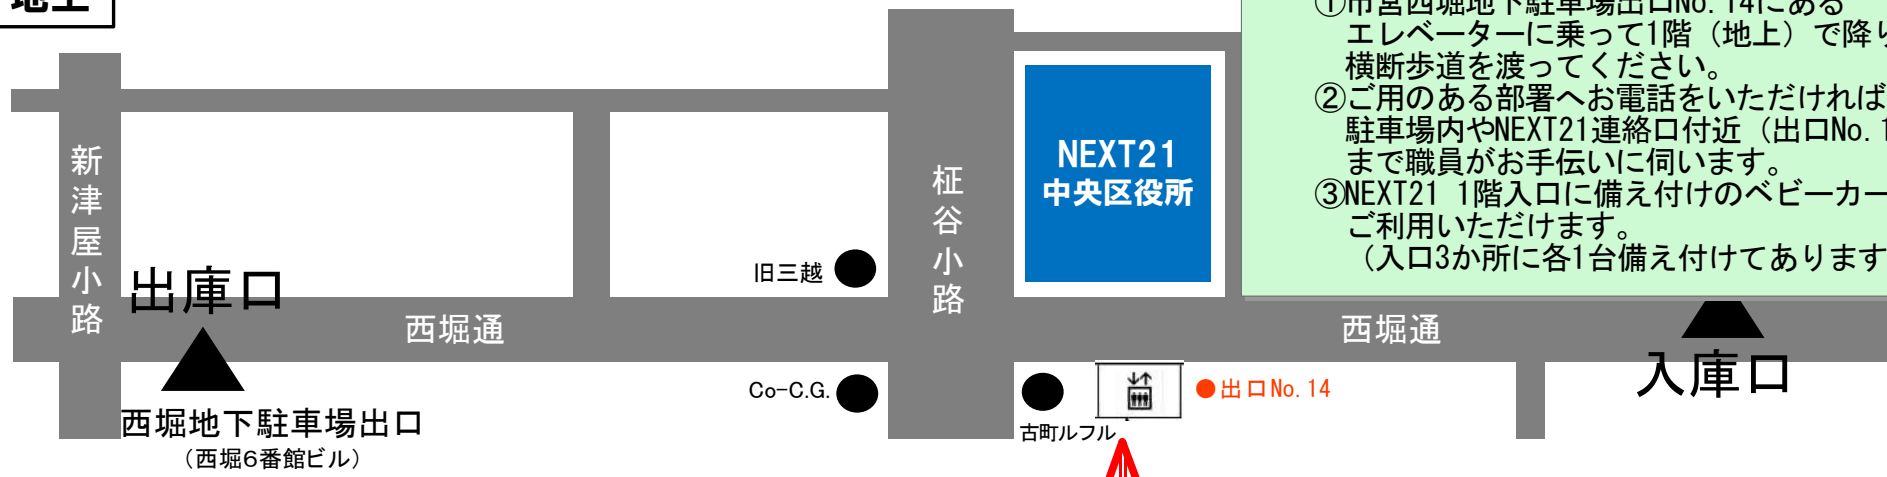 地上
①市営西堀地下駐車場出口No.14にある
エレベーターに乗って1階（地上）で降り
横断歩道を渡ってください。
②ご用のある部署へお電話をいただければ
駐車場内やNEXT21連絡口付近（出口No.1
まで職員がお手伝いに伺います。
③NEXT21 1階入口に備え付けのベビーカー
ご利用いただけます。
（入口3か所に各1台備え付けてあります
新津屋小路
柾谷小路
NEXT21
中央区役所
旧三越
出庫口
西堀通
西堀通
入庫口
Co-C.G.
●出口No.14
古町ルフル
西堀地下駐車場出口
（西堀6番館ビル）